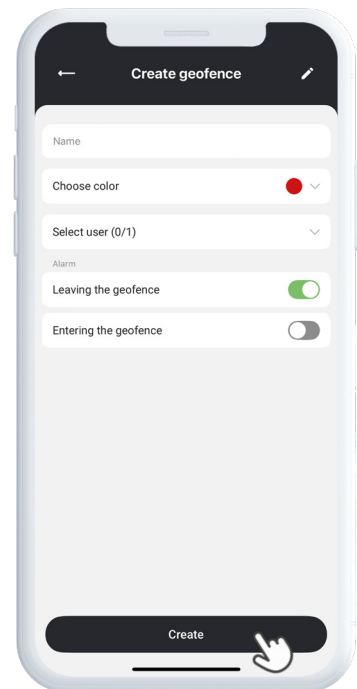 Create geofence
Name
Choose color
Select user (0/1)
Alarm
Leaving the geofence
Entering the geofence
Create